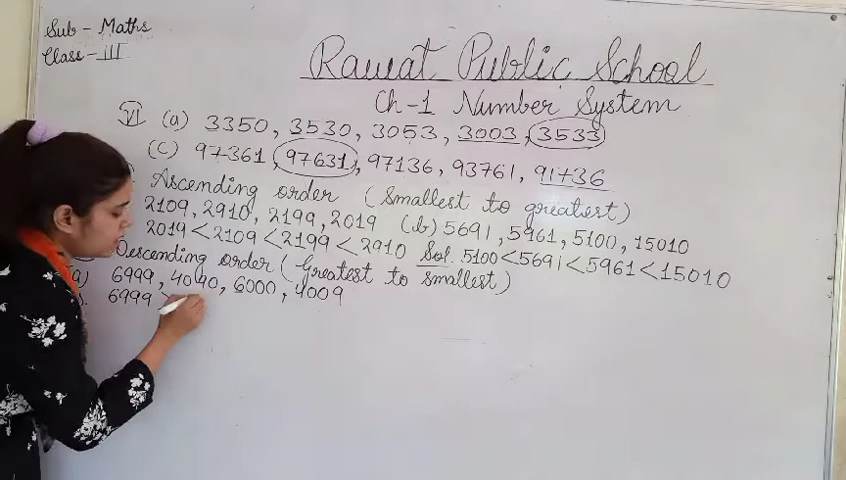 Sub - Maths
Class - III
Rawat Public School
Ch-1 Number System
VI (a) 3350, 3530, 3053, 3003, 3533
(c) 97361, 97631, 97136, 93761, 91736
Ascending order (Smallest to greatest)
2109, 2910, 2199, 2019 (b) 5691, 5961, 5100, 15010
2019 < 2109 < 2199 < 2910 Sol. 5100 < 5691 < 5961 < 15010
Descending order (Greatest to smallest)
a) 6999, 4090, 6000, 4009
6999 >